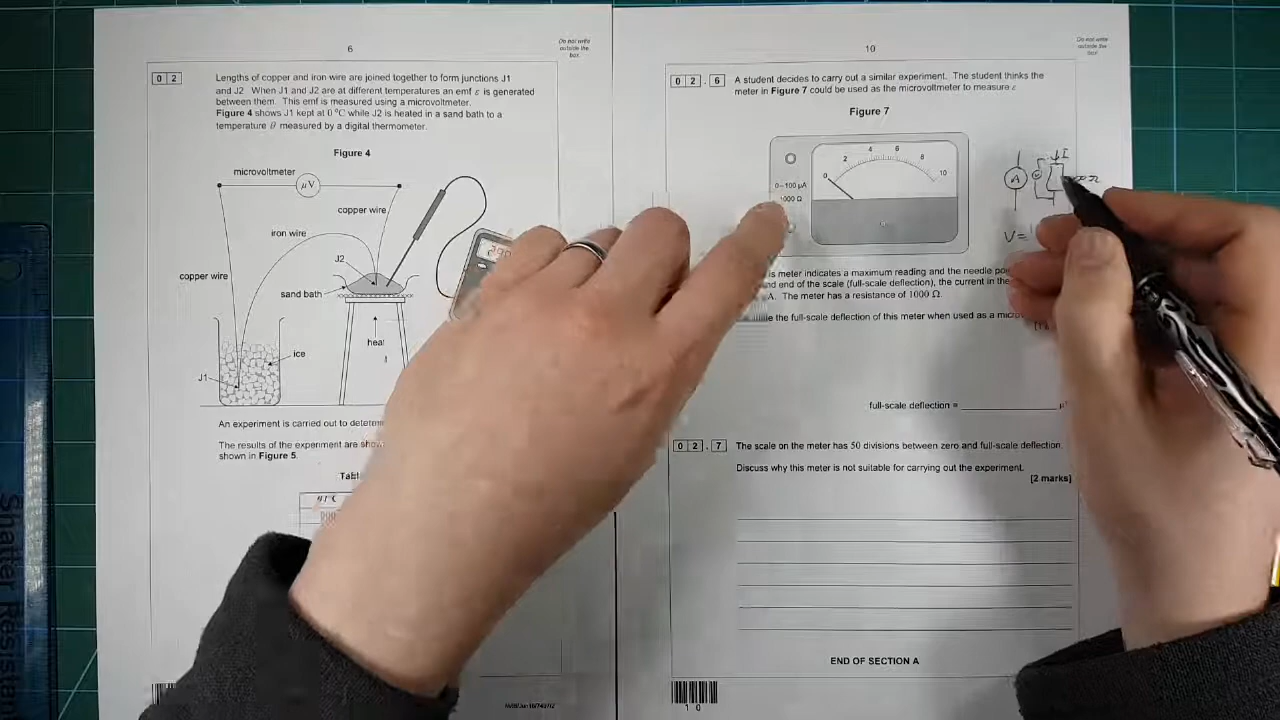 6
Do not write
outside the
box.
0 2
Lengths of copper and iron wire are joined together to form junctions J1
and J2. When J1 and J2 are at different temperatures an emf ε is generated
between them. This emf is measured using a microvoltmeter.
Figure 4 shows J1 kept at 0 °C while J2 is heated in a sand bath to a
temperature θ measured by a digital thermometer.
Figure 4
microvoltmeter
μV
copper wire
iron wire
J2
copper wire
sand bath
heat
ice
J1
An experiment is carried out to
The results of the experiment are
shown in Figure 5.
10
Do not write
outside the
box.
0 2 . 6
A student decides to carry out a similar experiment. The student thinks the
meter in Figure 7 could be used as the microvoltmeter to measure ε
Figure 7
0 2 4 6 8 10
0–100 μA
1000 Ω
A
I
V=
meter indicates a maximum reading and the needle
end of the scale (full-scale deflection), the current in the
A. The meter has a resistance of 1000 Ω.
the full-scale deflection of this meter when used as a
full-scale deflection =
0 2 . 7
The scale on the meter has 50 divisions between zero and full-scale deflection.
Discuss why this meter is not suitable for carrying out the experiment.
[2 marks]
END OF SECTION A
1 0
Shatter Resistan